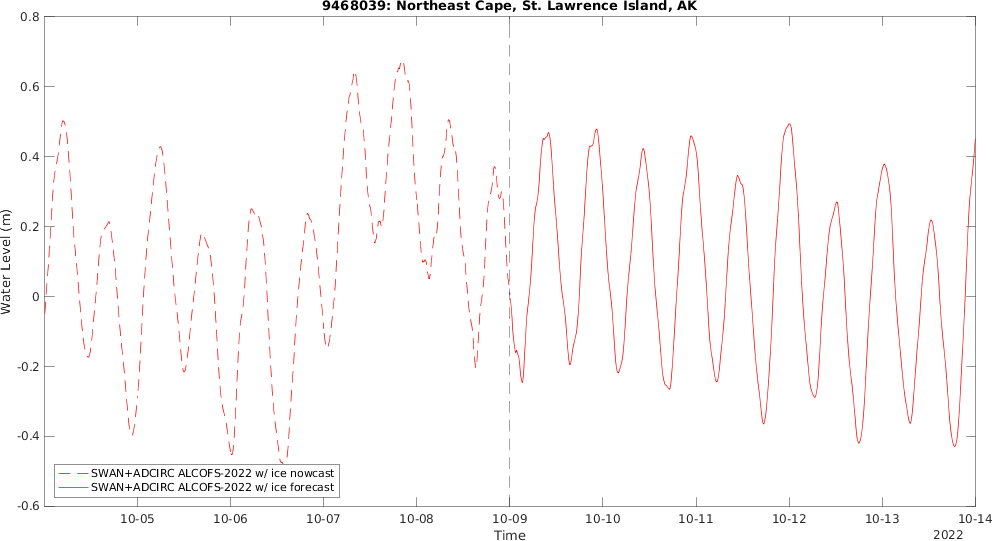 9468039: Northeast Cape, St. Lawrence Island, AK
0.8
0.6
0.4
0.2
0
-0.2
-0.4
-0.6
Water Level (m)
SWAN+ADCIRC ALCOFS-2022 w/ ice nowcast
SWAN+ADCIRC ALCOFS-2022 w/ ice forecast
10-05 10-06 10-07 10-08 10-09 10-10 10-11 10-12 10-13 10-14
Time 2022